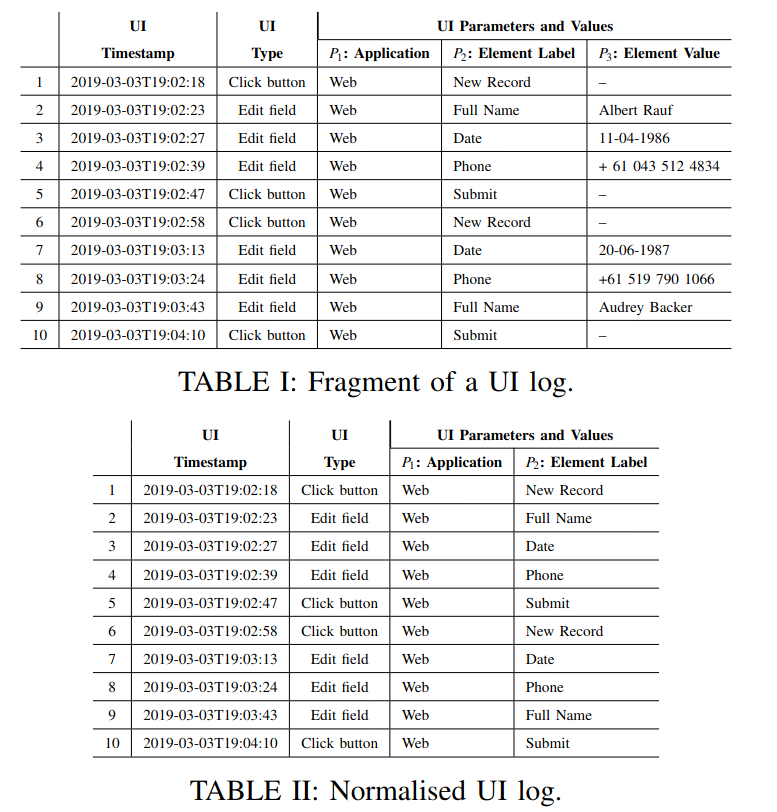 UI UI UI Parameters and Values
Timestamp Type P1: Application P2: Element Label P3: Element Value
1 2019-03-03T19:02:18 Click button Web New Record –
2 2019-03-03T19:02:23 Edit field Web Full Name Albert Rauf
3 2019-03-03T19:02:27 Edit field Web Date 11-04-1986
4 2019-03-03T19:02:39 Edit field Web Phone + 61 043 512 4834
5 2019-03-03T19:02:47 Click button Web Submit –
6 2019-03-03T19:02:58 Click button Web New Record –
7 2019-03-03T19:03:13 Edit field Web Date 20-06-1987
8 2019-03-03T19:03:24 Edit field Web Phone +61 519 790 1066
9 2019-03-03T19:03:43 Edit field Web Full Name Audrey Backer
10 2019-03-03T19:04:10 Click button Web Submit –
TABLE I: Fragment of a UI log.
UI UI UI Parameters and Values
Timestamp Type P1: Application P2: Element Label
1 2019-03-03T19:02:18 Click button Web New Record
2 2019-03-03T19:02:23 Edit field Web Full Name
3 2019-03-03T19:02:27 Edit field Web Date
4 2019-03-03T19:02:39 Edit field Web Phone
5 2019-03-03T19:02:47 Click button Web Submit
6 2019-03-03T19:02:58 Click button Web New Record
7 2019-03-03T19:03:13 Edit field Web Date
8 2019-03-03T19:03:24 Edit field Web Phone
9 2019-03-03T19:03:43 Edit field Web Full Name
10 2019-03-03T19:04:10 Click button Web Submit
TABLE II: Normalised UI log.